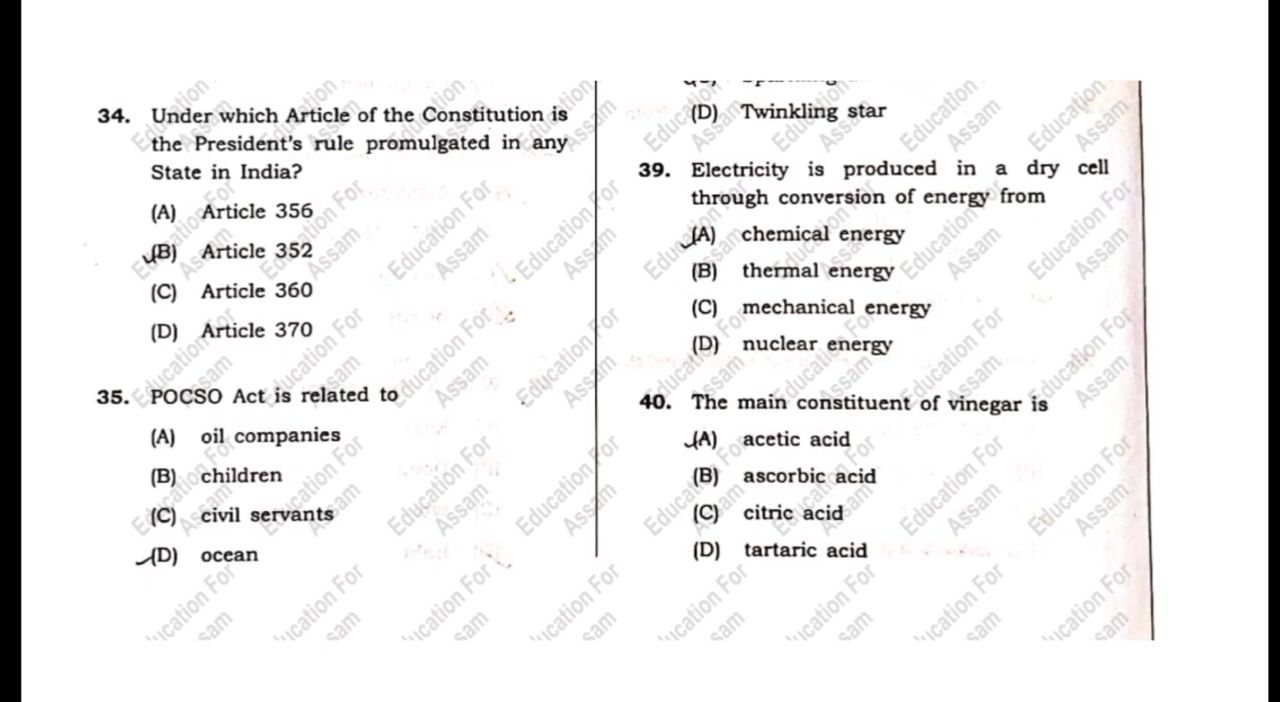 34. Under which Article of the Constitution is
the President's rule promulgated in any
State in India?
(A) Article 356
(B) Article 352
(C) Article 360
(D) Article 370
35. POCSO Act is related to
(A) oil companies
(B) children
(C) civil servants
(D) ocean
(D) Twinkling star
39. Electricity is produced in a dry cell
through conversion of energy from
(A) chemical energy
(B) thermal energy
(C) mechanical energy
(D) nuclear energy
40. The main constituent of vinegar is
(A) acetic acid
(B) ascorbic acid
(C) citric acid
(D) tartaric acid
Education For
Assam